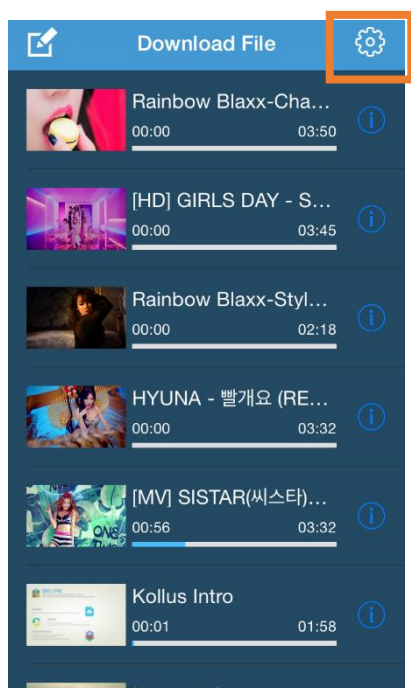 Download File
Rainbow Blaxx-Cha...
00:00 03:50
[HD] GIRLS DAY - S...
00:00 03:45
Rainbow Blaxx-Styl...
00:00 02:18
HYUNA - 빨개요 (RE...
00:00 03:32
[MV] SISTAR(씨스타)...
00:56 03:32
Kollus Intro
00:01 01:58